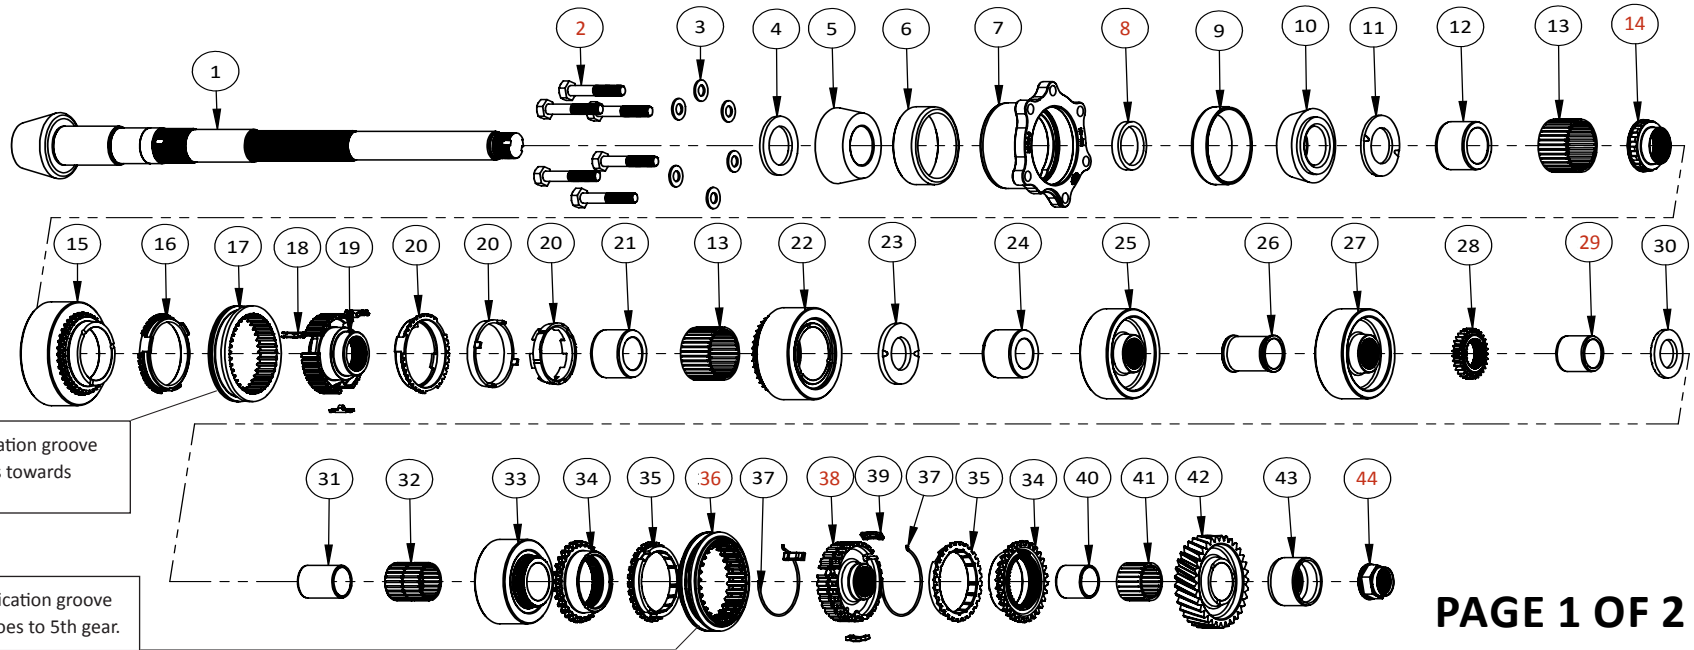 1 2 3 4 5 6 7 8 9 10 11 12 13 14
15 16 17 18 19 20 20 20 21 13 22 23 24 25 26 27 28 29 30
groove
towards
31 32 33 34 35 36 37 38 39 37 35 34 40 41 42 43 44
groove
to 5th gear.
PAGE 1 OF 2